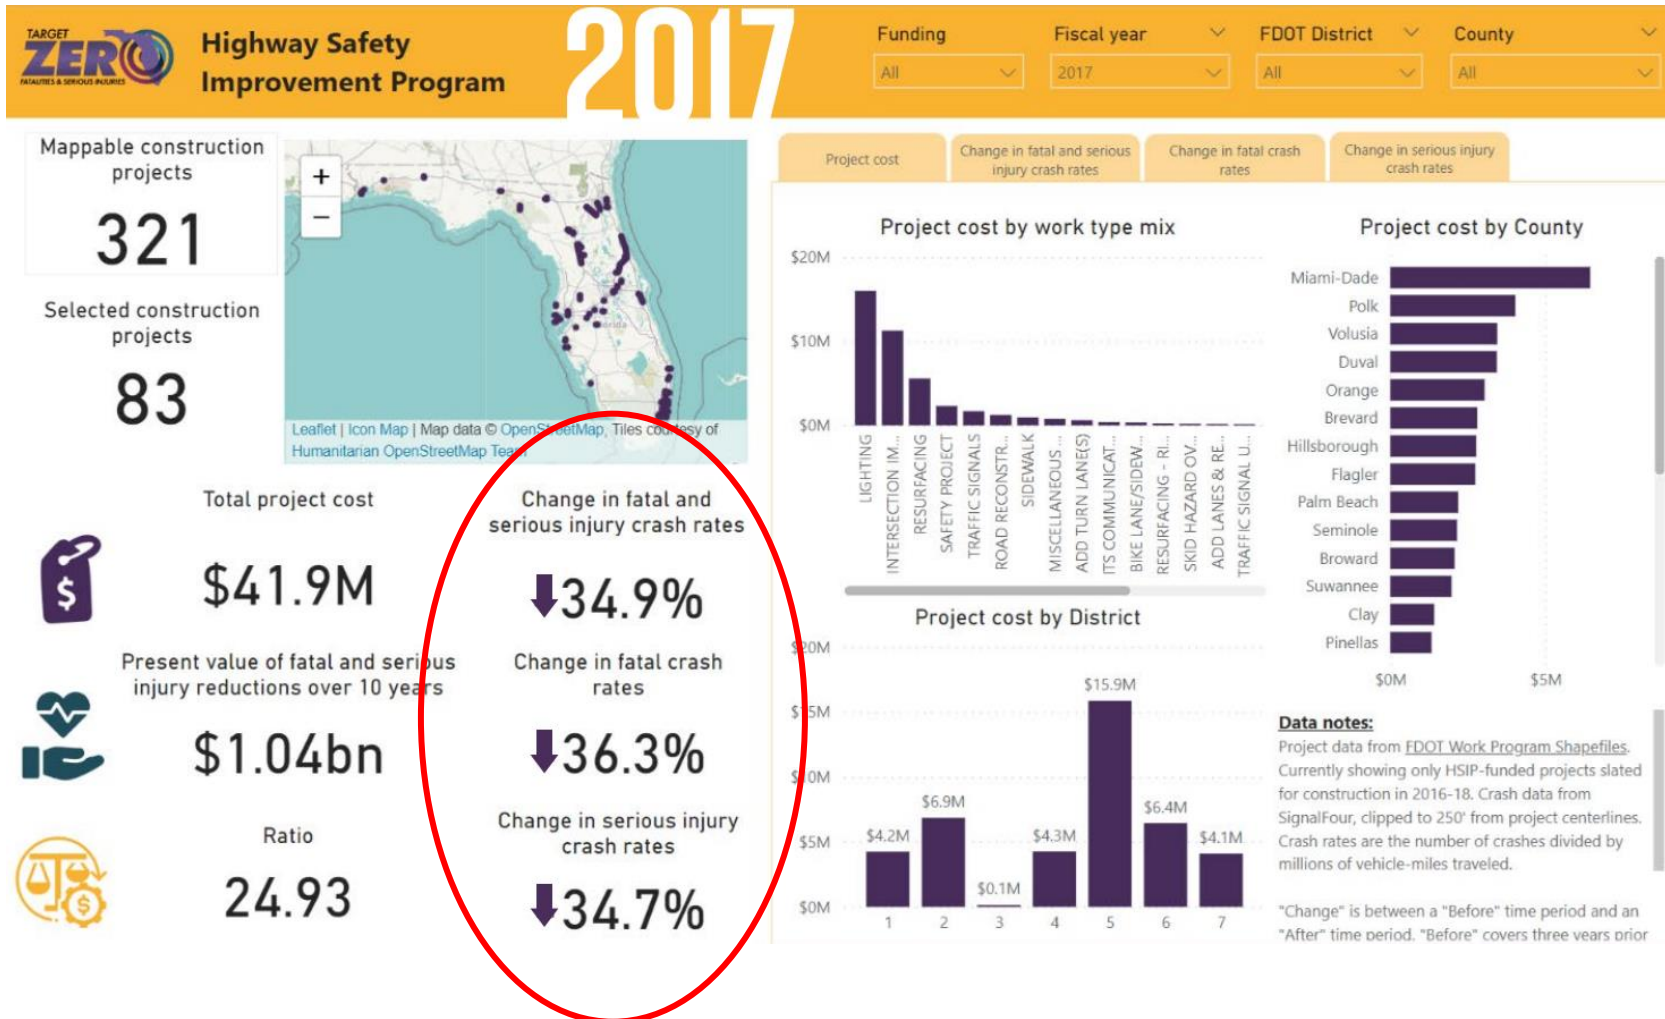 TARGET
ZERO
FATALITIES & SERIOUS INJURIES
Highway Safety
Improvement Program
2017
Funding
All
Fiscal year
2017
FDOT District
All
County
All
Mappable construction
projects
321
Selected construction
projects
83
+
−
Florida
Leaflet | Icon Map | Map data © OpenStreetMap, Tiles courtesy of
Humanitarian OpenStreetMap Team
Total project cost
$41.9M
Present value of fatal and serious
injury reductions over 10 years
$1.04bn
Ratio
24.93
Change in fatal and
serious injury crash rates
34.9%
Change in fatal crash
rates
36.3%
Change in serious injury
crash rates
34.7%
Project cost
Change in fatal and serious
injury crash rates
Change in fatal crash
rates
Change in serious injury
crash rates
Project cost by work type mix
$20M
$10M
$0M
LIGHTING
INTERSECTION IM...
RESURFACING
SAFETY PROJECT
TRAFFIC SIGNALS
ROAD RECONSTR...
SIDEWALK
MISCELLANEOUS ...
ADD TURN LANE(S)
ITS COMMUNICAT...
BIKE LANE/SIDEW...
RESURFACING - RI...
SKID HAZARD OV...
ADD LANES & RE...
TRAFFIC SIGNAL U...
Project cost by District
$20M
$15M
$10M
$5M
$0M
$4.2M
$6.9M
$0.1M
$4.3M
$15.9M
$6.4M
$4.1M
1
2
3
4
5
6
7
Project cost by County
Miami-Dade
Polk
Volusia
Duval
Orange
Brevard
Hillsborough
Flagler
Palm Beach
Seminole
Broward
Suwannee
Clay
Pinellas
$0M
$5M
Data notes:
Project data from FDOT Work Program Shapefiles.
Currently showing only HSIP-funded projects slated
for construction in 2016-18. Crash data from
SignalFour, clipped to 250' from project centerlines.
Crash rates are the number of crashes divided by
millions of vehicle-miles traveled.
"Change" is between a "Before" time period and an
"After" time period. "Before" covers three years prior